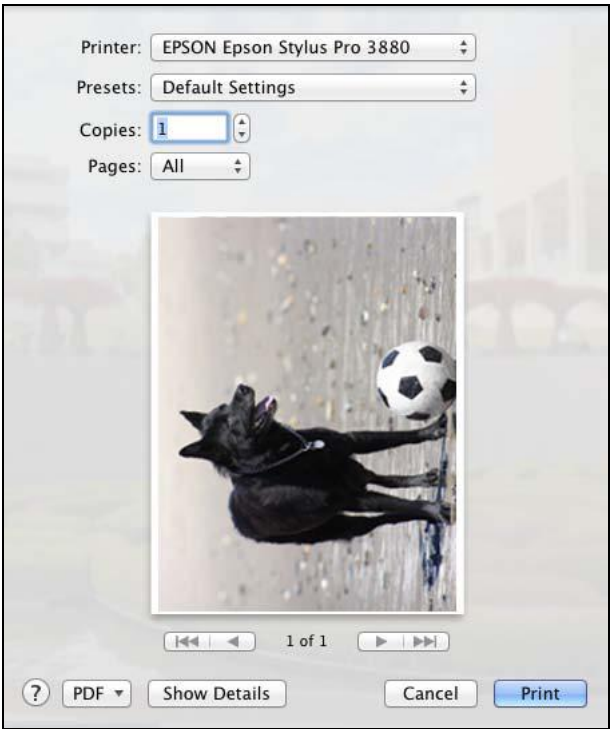 Printer: EPSON Epson Stylus Pro 3880
Presets: Default Settings
Copies: 1
Pages: All
1 of 1
? PDF Show Details Cancel Print